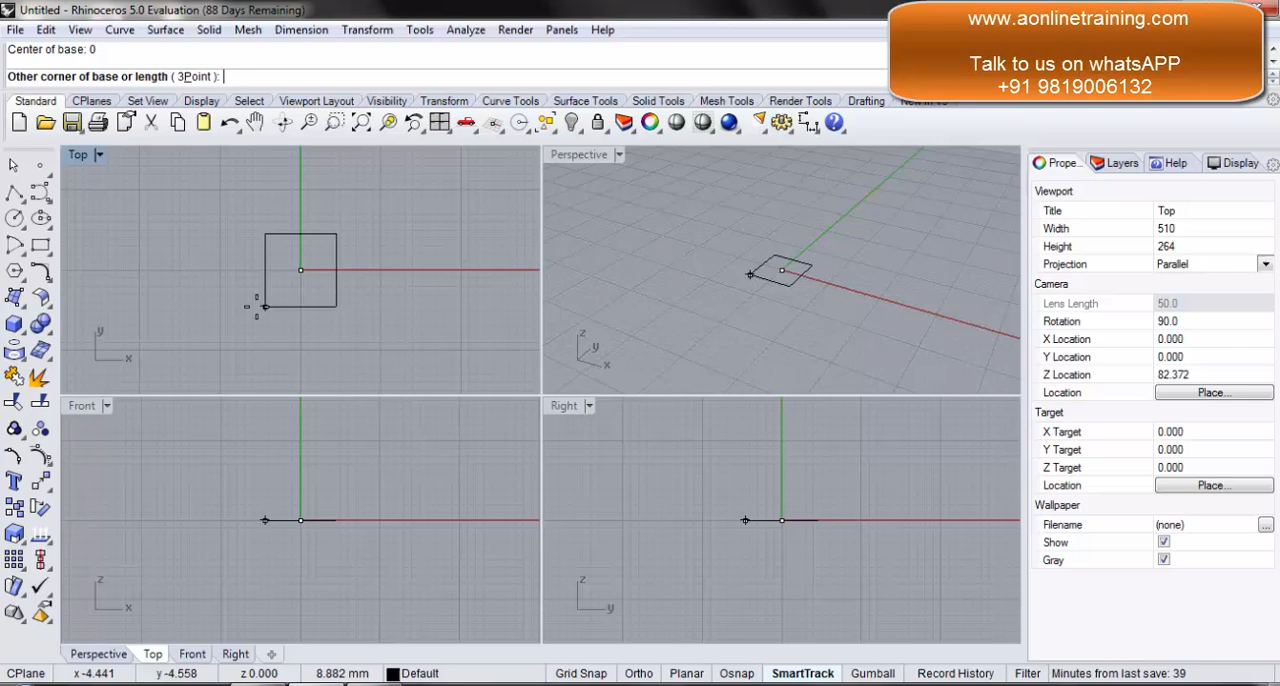 Untitled - Rhinoceros 5.0 Evaluation (88 Days Remaining)
www.aonlinetraining.com
Talk to us on whatsAPP
+91 9819006132
File Edit View Curve Surface Solid Mesh Dimension Transform Tools Analyze Render Panels Help
Center of base: 0
Other corner of base or length ( 3Point ):
Standard CPlanes Set View Display Select Viewport Layout Visibility Transform Curve Tools Surface Tools Solid Tools Mesh Tools Render Tools Drafting
Top
Perspective
Prope... Layers Help Display
Viewport
Title Top
Width 510
Height 264
Projection Parallel
Camera
Lens Length 50.0
Rotation 90.0
X Location 0.000
Y Location 0.000
Z Location 82.372
Location Place...
Target
X Target 0.000
Y Target 0.000
Z Target 0.000
Location Place...
Wallpaper
Filename (none) ...
Show
Gray
y
x
z
y
x
Front
Right
z
x
z
y
Perspective Top Front Right
CPlane x -4.441 y -4.558 z 0.000 8.882 mm Default Grid Snap Ortho Planar Osnap SmartTrack Gumball Record History Filter Minutes from last save: 39